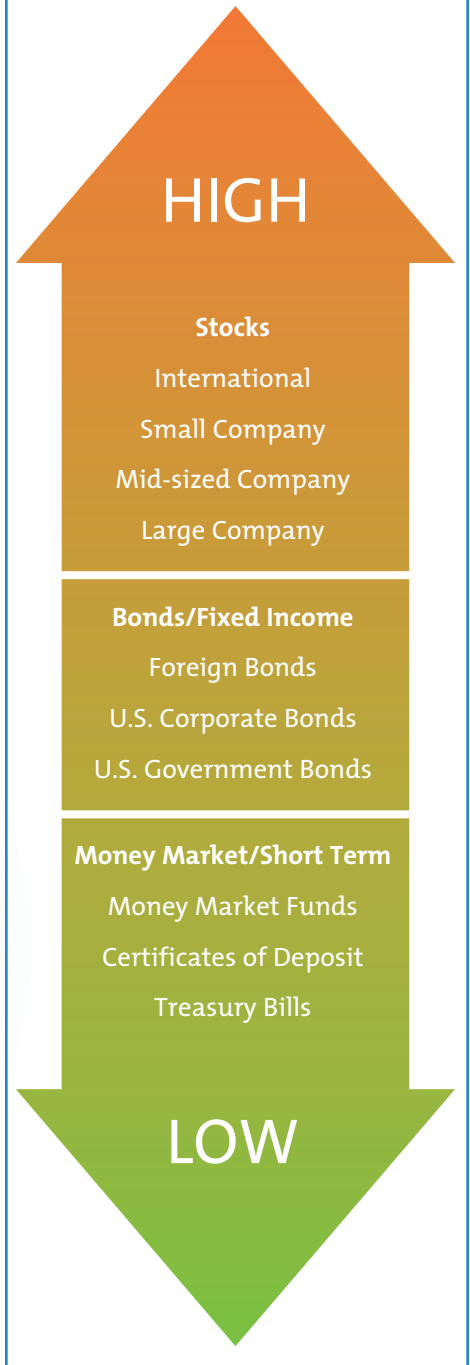 HIGH
Stocks
International
Small Company
Mid-sized Company
Large Company
Bonds/Fixed Income
Foreign Bonds
U.S. Corporate Bonds
U.S. Government Bonds
Money Market/Short Term
Money Market Funds
Certificates of Deposit
Treasury Bills
LOW